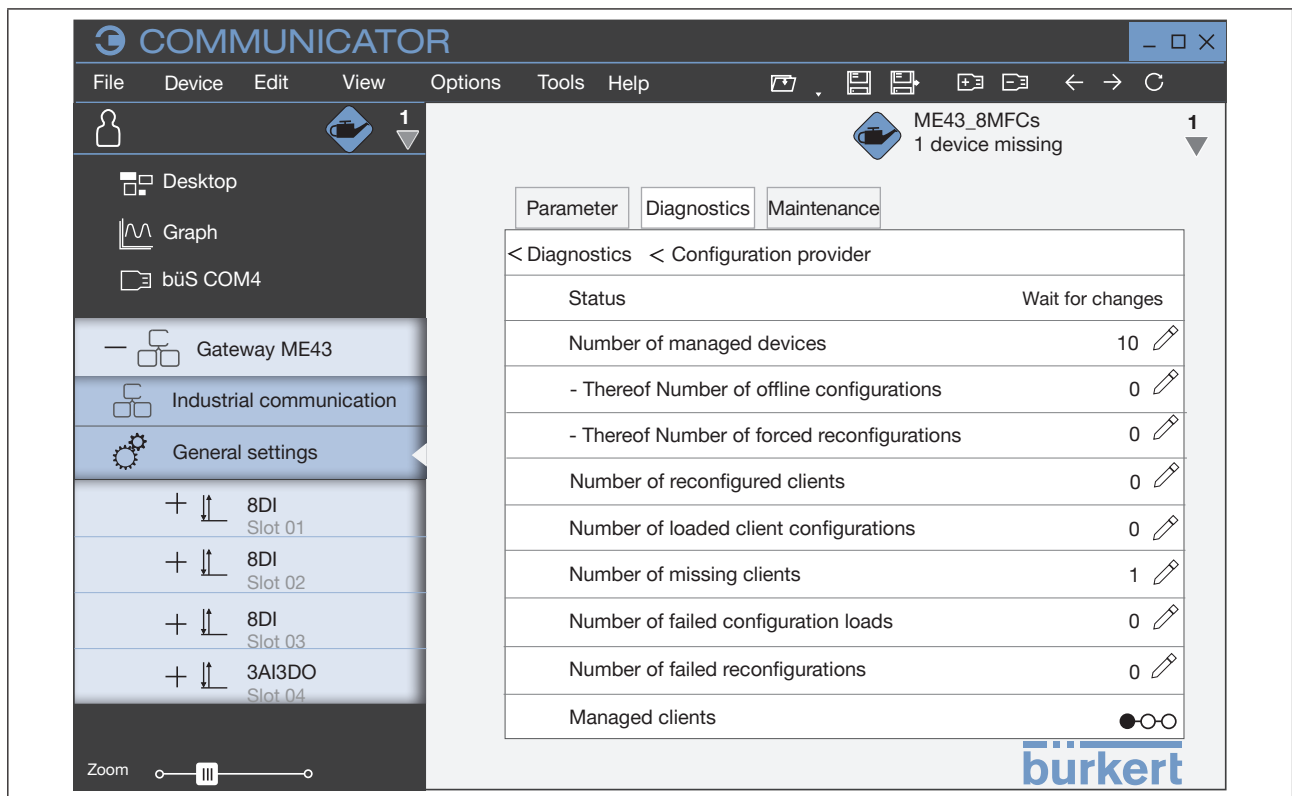 COMMUNICATOR
File Device Edit View Options Tools Help
1
ME43_8MFCs
1 device missing
1
Desktop
Graph
büS COM4
Gateway ME43
Industrial communication
General settings
8DI
Slot 01
8DI
Slot 02
8DI
Slot 03
3AI3DO
Slot 04
Zoom
Parameter Diagnostics Maintenance
< Diagnostics < Configuration provider
Status Wait for changes
Number of managed devices 10
- Thereof Number of offline configurations 0
- Thereof Number of forced reconfigurations 0
Number of reconfigured clients 0
Number of loaded client configurations 0
Number of missing clients 1
Number of failed configuration loads 0
Number of failed reconfigurations 0
Managed clients
burkert